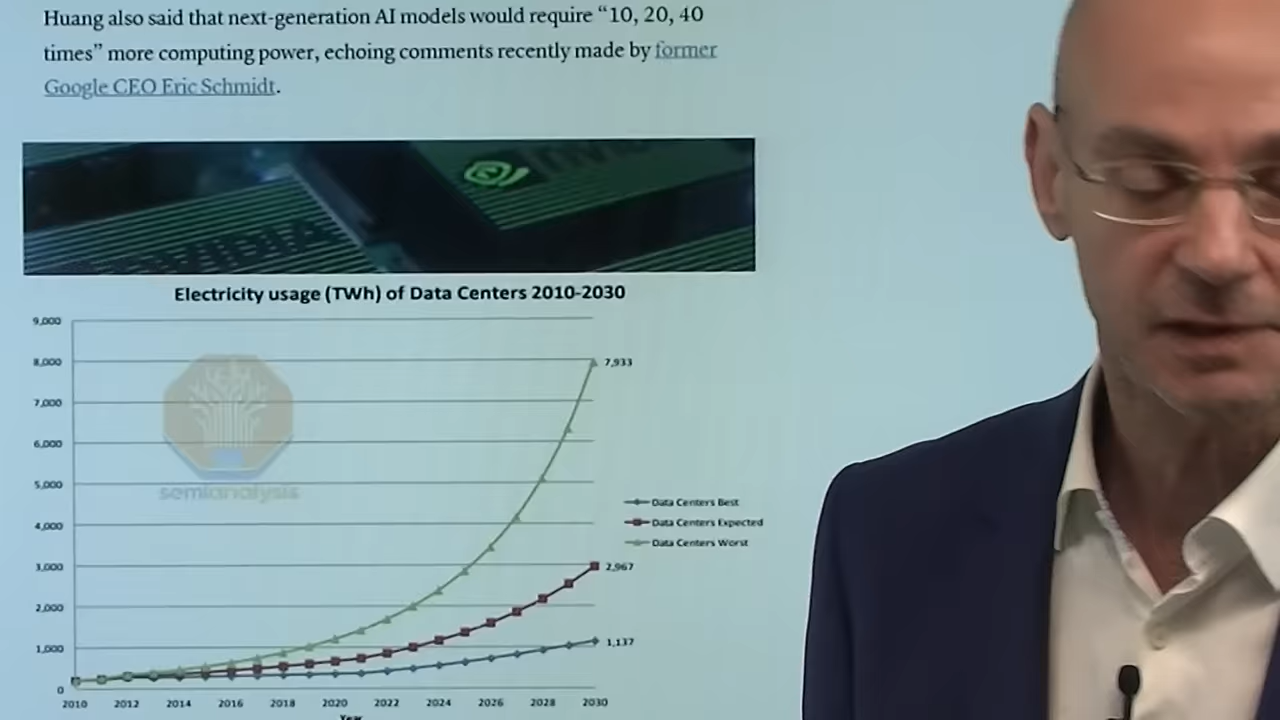 Huang also said that next-generation AI models would require “10, 20, 40
times” more computing power, echoing comments recently made by former
Google CEO Eric Schmidt.
NVIDIA
NVIDIA
Electricity usage (TWh) of Data Centers 2010-2030
9,000
8,000
7,000
6,000
5,000
4,000
3,000
2,000
1,000
0
7,933
2,967
1,137
semianalysis
Data Centers Best
Data Centers Expected
Data Centers Worst
2010 2012 2014 2016 2018 2020 2022 2024 2026 2028 2030
Year